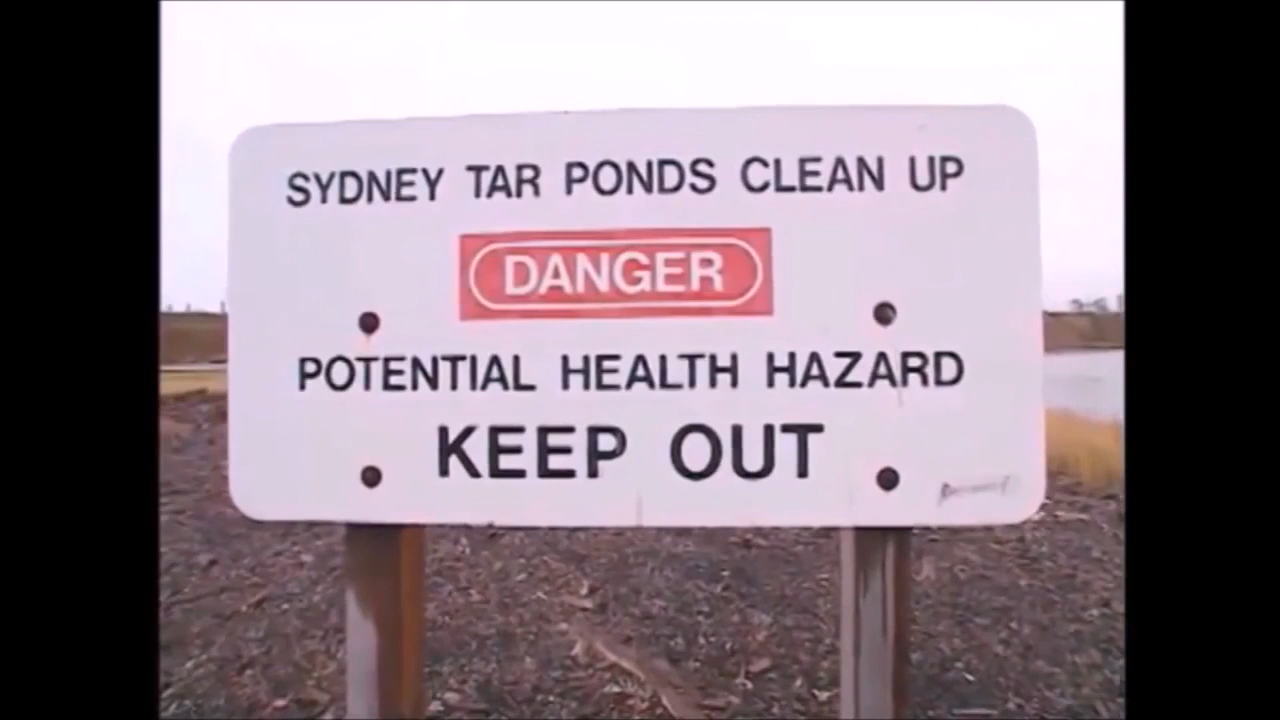 SYDNEY TAR PONDS CLEAN UP
DANGER
POTENTIAL HEALTH HAZARD
KEEP OUT